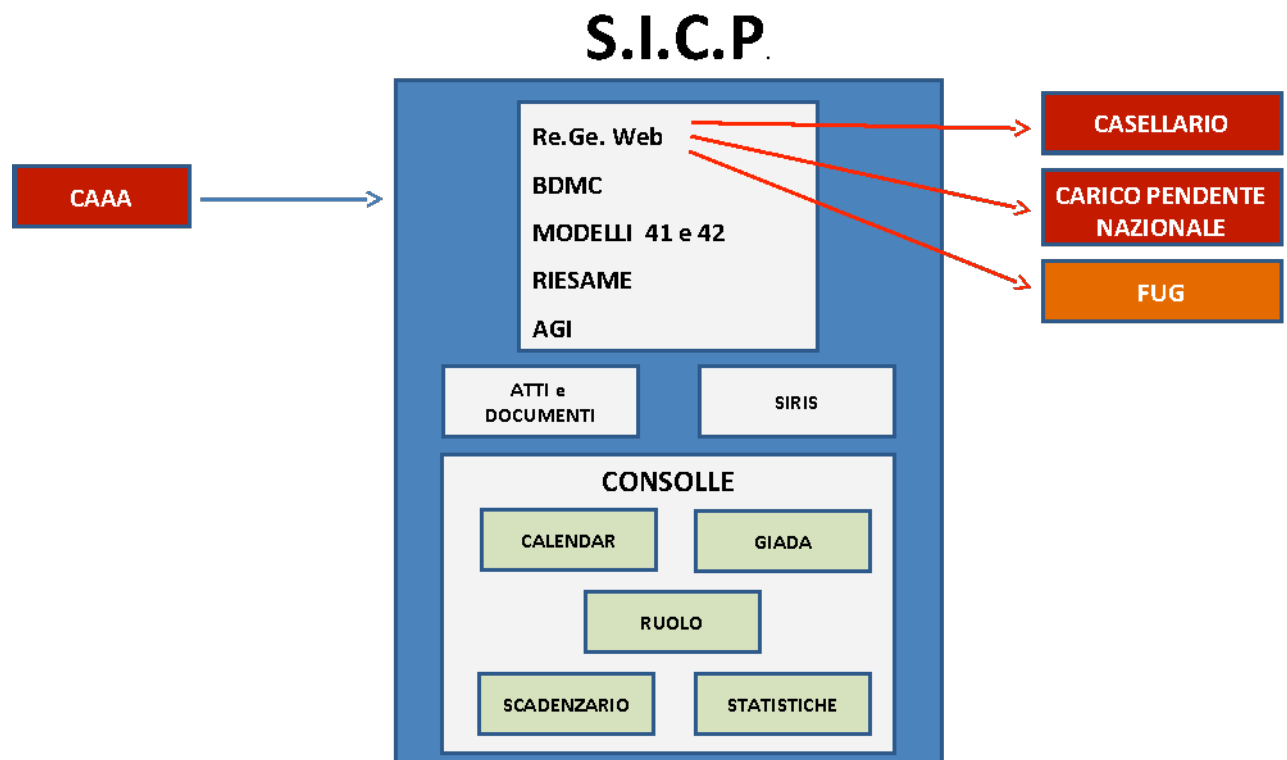 S.I.C.P.
CAAA
Re.Ge. Web
BDMC
MODELLI 41 e 42
RIESAME
AGI
CASELLARIO
CARICO PENDENTE
NAZIONALE
FUG
ATTI e
DOCUMENTI
SIRIS
CONSOLLE
CALENDAR
GIADA
RUOLO
SCADENZARIO
STATISTICHE